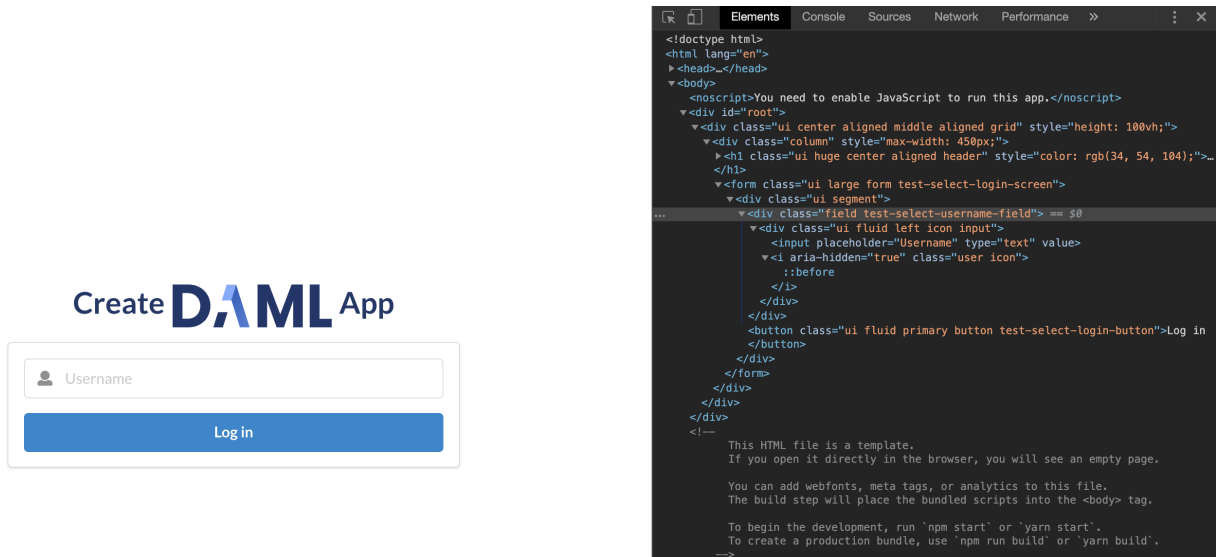 Create DAML App
Username
Log in
Elements Console Sources Network Performance »
<!doctype html>
<html lang="en">
▶<head>…</head>
▼<body>
<noscript>You need to enable JavaScript to run this app.</noscript>
▼<div id="root">
▼<div class="ui center aligned middle aligned grid" style="height: 100vh;">
▼<div class="column" style="max-width: 450px;">
▶<h1 class="ui huge center aligned header" style="color: rgb(34, 54, 104);">…
</h1>
▼<form class="ui large form test-select-login-screen">
▼<div class="ui segment">
… ▼<div class="field test-select-username-field"> == $0
▼<div class="ui fluid left icon input">
<input placeholder="Username" type="text" value>
▼<i aria-hidden="true" class="user icon">
::before
</i>
</div>
</div>
<button class="ui fluid primary button test-select-login-button">Log in
</button>
</div>
</form>
</div>
</div>
</div>
<!--
This HTML file is a template.
If you open it directly in the browser, you will see an empty page.
You can add webfonts, meta tags, or analytics to this file.
The build step will place the bundled scripts into the <body> tag.
To begin the development, run `npm start` or `yarn start`.
To create a production bundle, use `npm run build` or `yarn build`.
-->